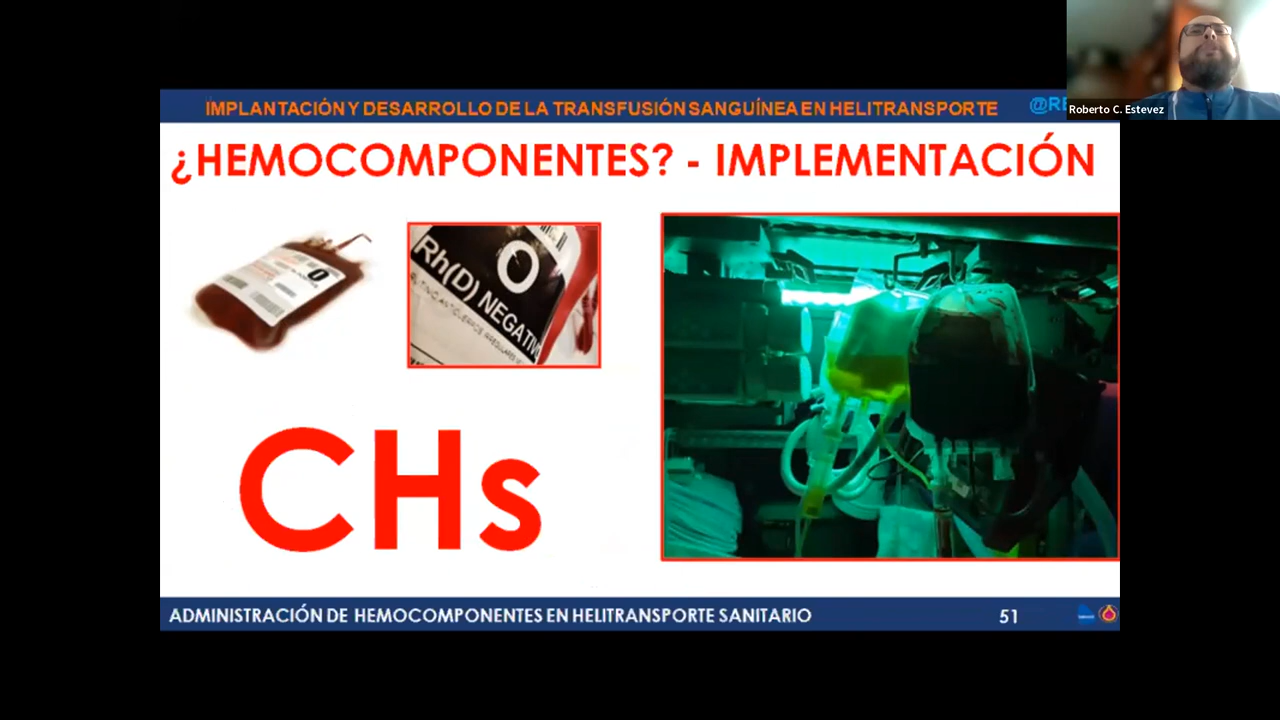 IMPLANTACIÓN Y DESARROLLO DE LA TRANSFUSIÓN SANGUÍNEA EN HELITRANSPORTE
Roberto C. Estevez
¿HEMOCOMPONENTES? - IMPLEMENTACIÓN
O
O
Rh(D) NEGATIV
CHs
ADMINISTRACIÓN DE HEMOCOMPONENTES EN HELITRANSPORTE SANITARIO
51